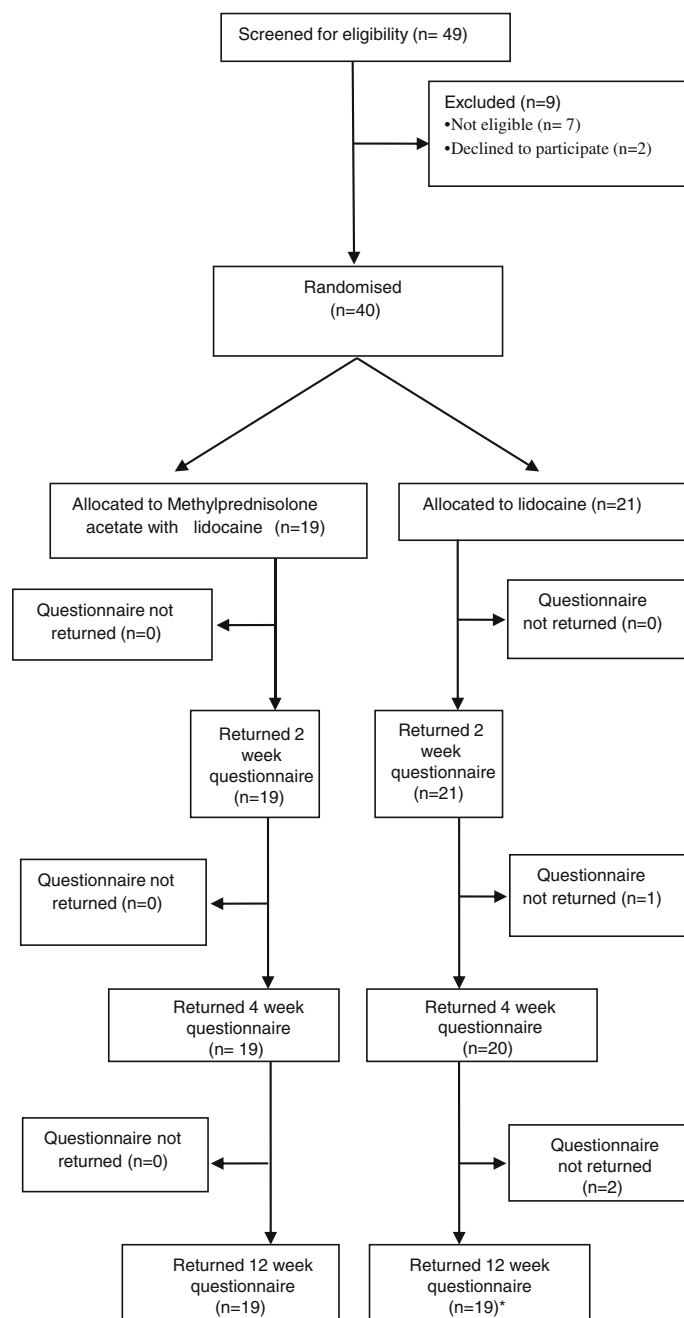 Screened for eligibility (n= 49)
Excluded (n=9)
•Not eligible (n= 7)
•Declined to participate (n=2)
Randomised
(n=40)
Allocated to Methylprednisolone
acetate with lidocaine (n=19)
Allocated to lidocaine (n=21)
Questionnaire not
returned (n=0)
Questionnaire
not returned (n=0)
Returned 2
week
questionnaire
(n=19)
Returned 2
week
questionnaire
(n=21)
Questionnaire not
returned (n=0)
Questionnaire
not returned (n=1)
Returned 4 week
questionnaire
(n= 19)
Returned 4 week
questionnaire
(n=20)
Questionnaire not
returned (n=0)
Questionnaire
not returned
(n=2)
Returned 12 week
questionnaire
(n=19)
Returned 12 week
questionnaire
(n=19)*